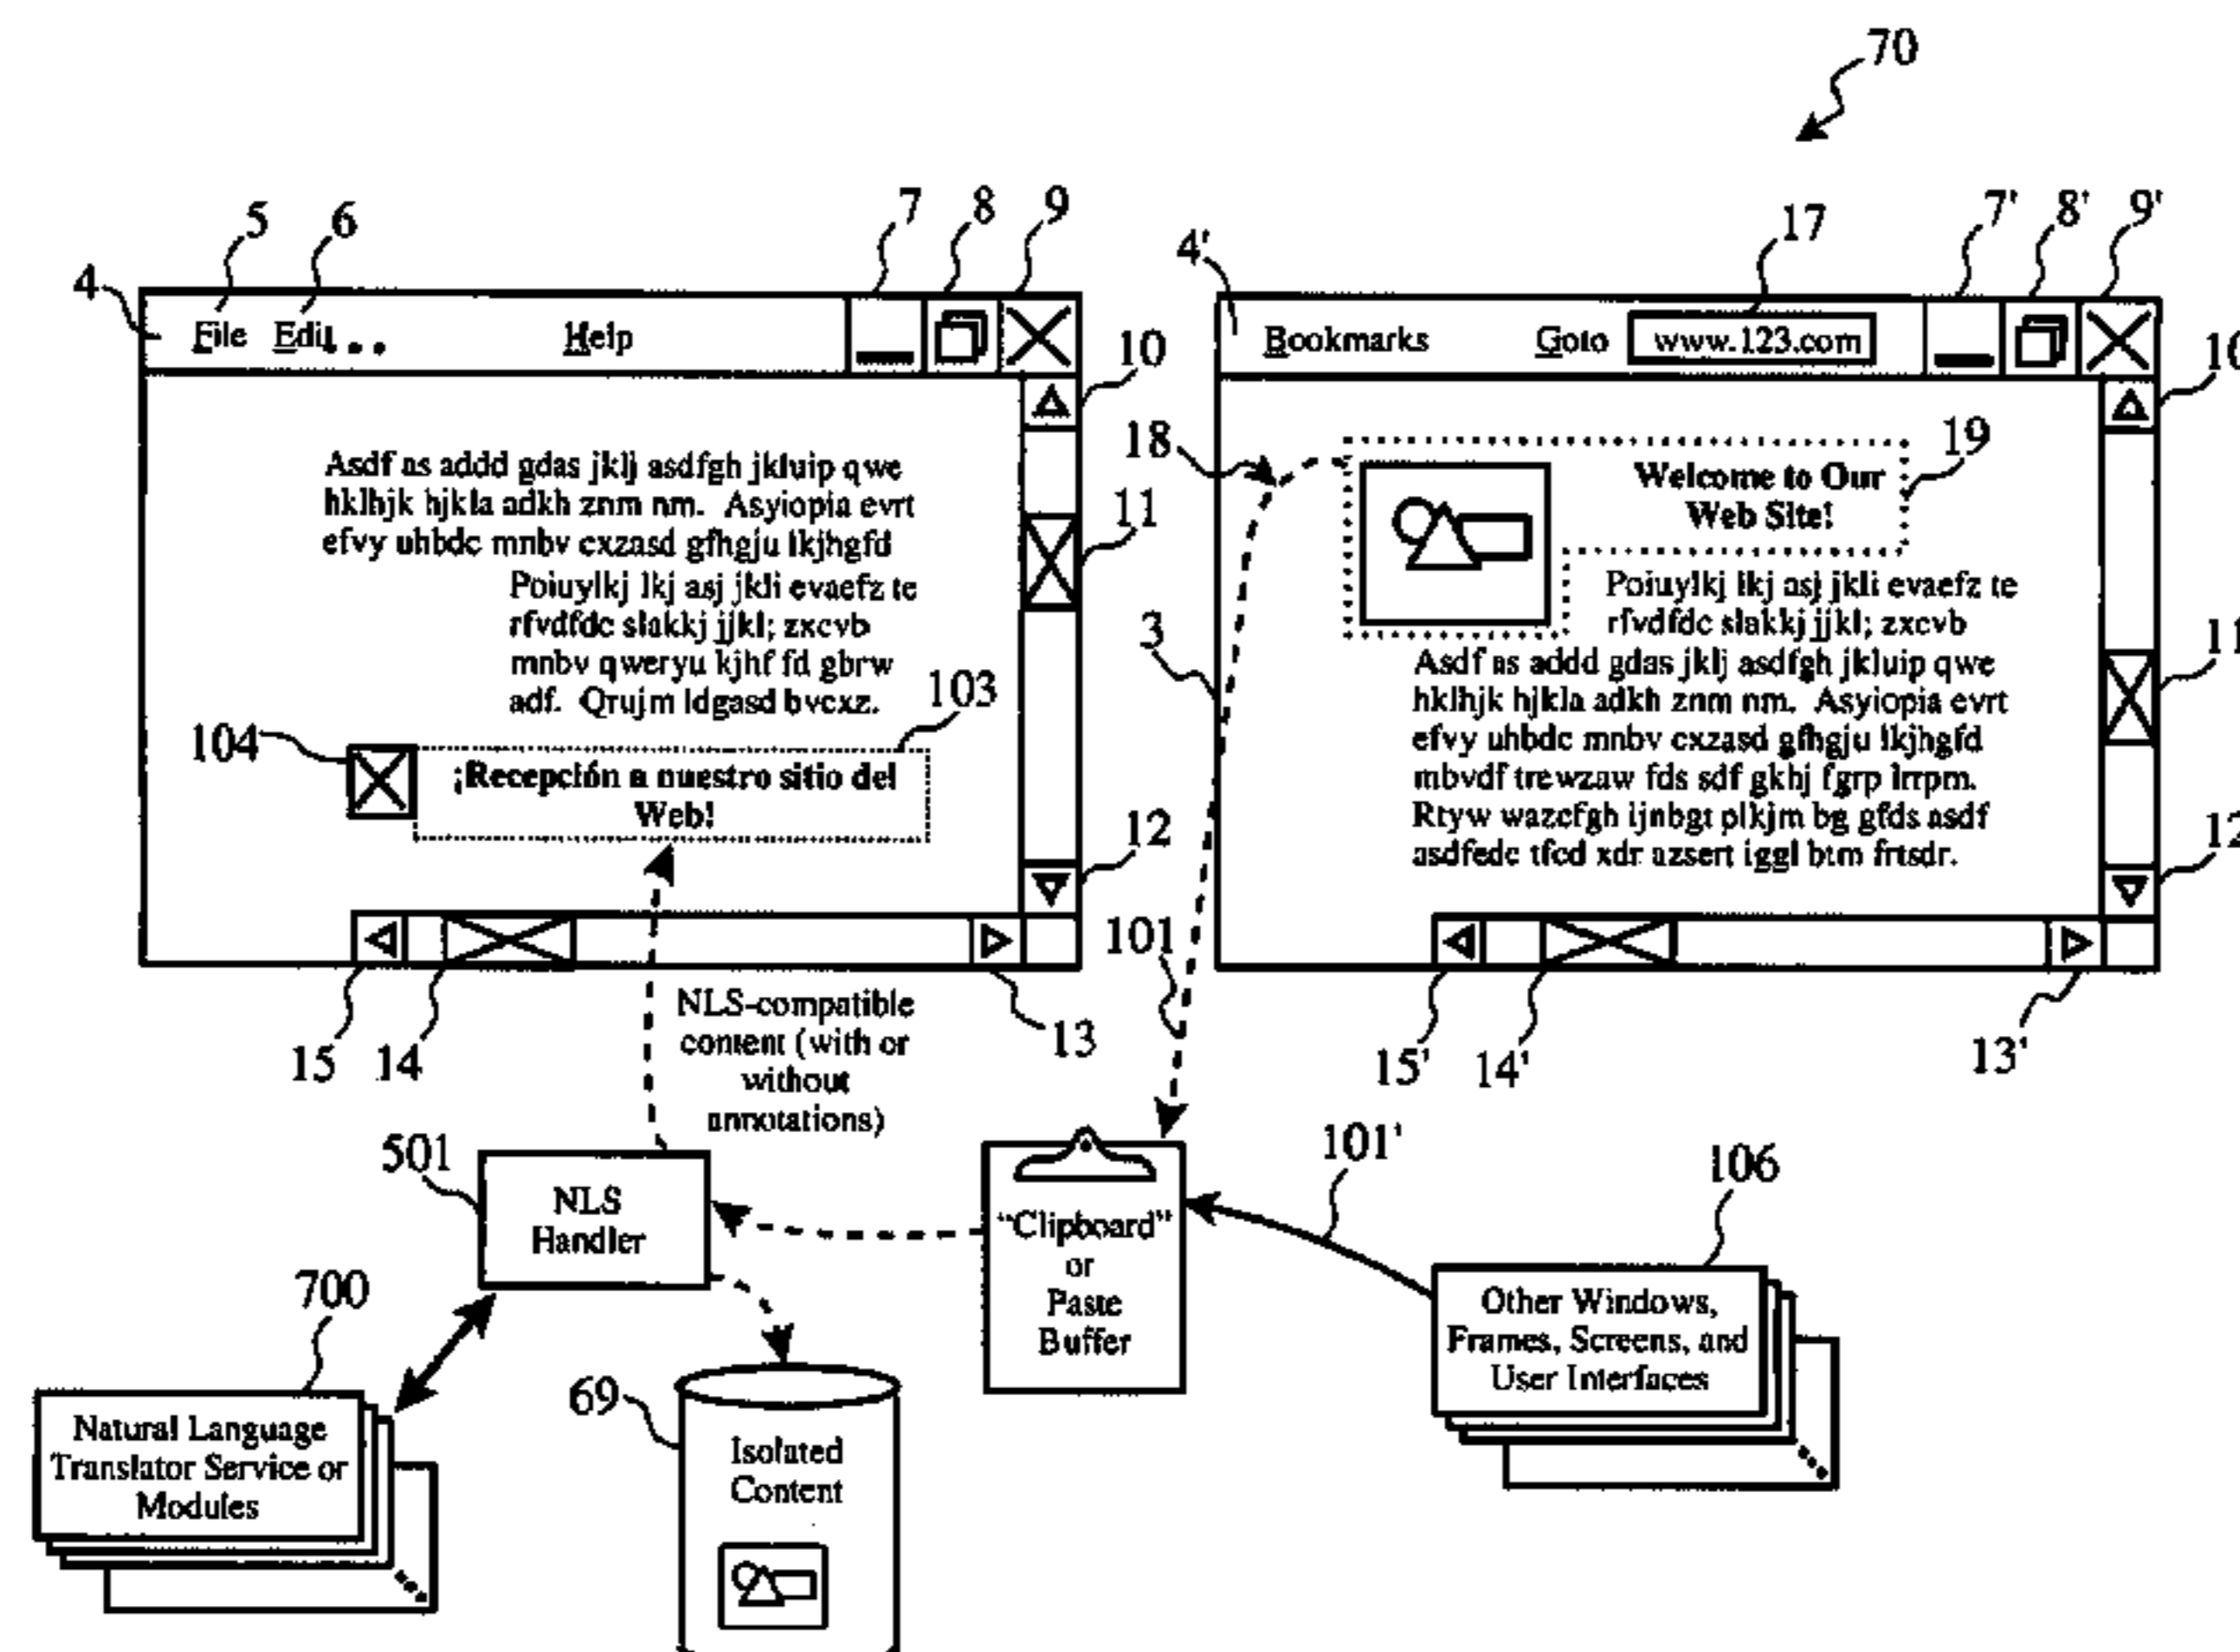 70
5 6 7 8 9
4 File Edit... Help
10
Asdf as addd gdas jklj asdfgh jkluip qwe
hklhjk hjkla adkh znm nm. Asyiopia evrt
efvy uhbdc mnbv cxzasd gfhgju lkjhgfd
11
Poiuylkj lkj asj jkli evaefz te
rfvdfdc slakkj jjkl; zxcvb
mnbv qweryu kjhf fd gbrw
adf. Qrujm ldgasd bvcxz.
103
104
¡Recepción a nuestro sitio del
Web!
12
15 14 13
17 7' 8' 9'
4' Bookmarks Goto www.123.com
10
18 19
Welcome to Our
Web Site!
Poiuylkj lkj asj jkli evaefz te
rfvdfdc slakkj jjkl; zxcvb
3 11
Asdf as addd gdas jklj asdfgh jkluip qwe
hklhjk hjkla adkh znm nm. Asyiopia evrt
efvy uhbdc mnbv cxzasd gfhgju lkjhgfd
mbvdf trewzaw fds sdf gkhj fgrp lrrpm.
Rtyw wazcfgh ijnbgt plkjm bg gfds asdf
asdfedc tfcd xdr azsert iggl btm frtsdr.
12
101
15' 14' 13'
NLS-compatible
content (with or
without
annotations)
501
NLS
Handler
"Clipboard"
or
Paste
Buffer
101'
106
Other Windows,
Frames, Screens, and
User Interfaces
700
Natural Language
Translator Service or
Modules
69
Isolated
Content